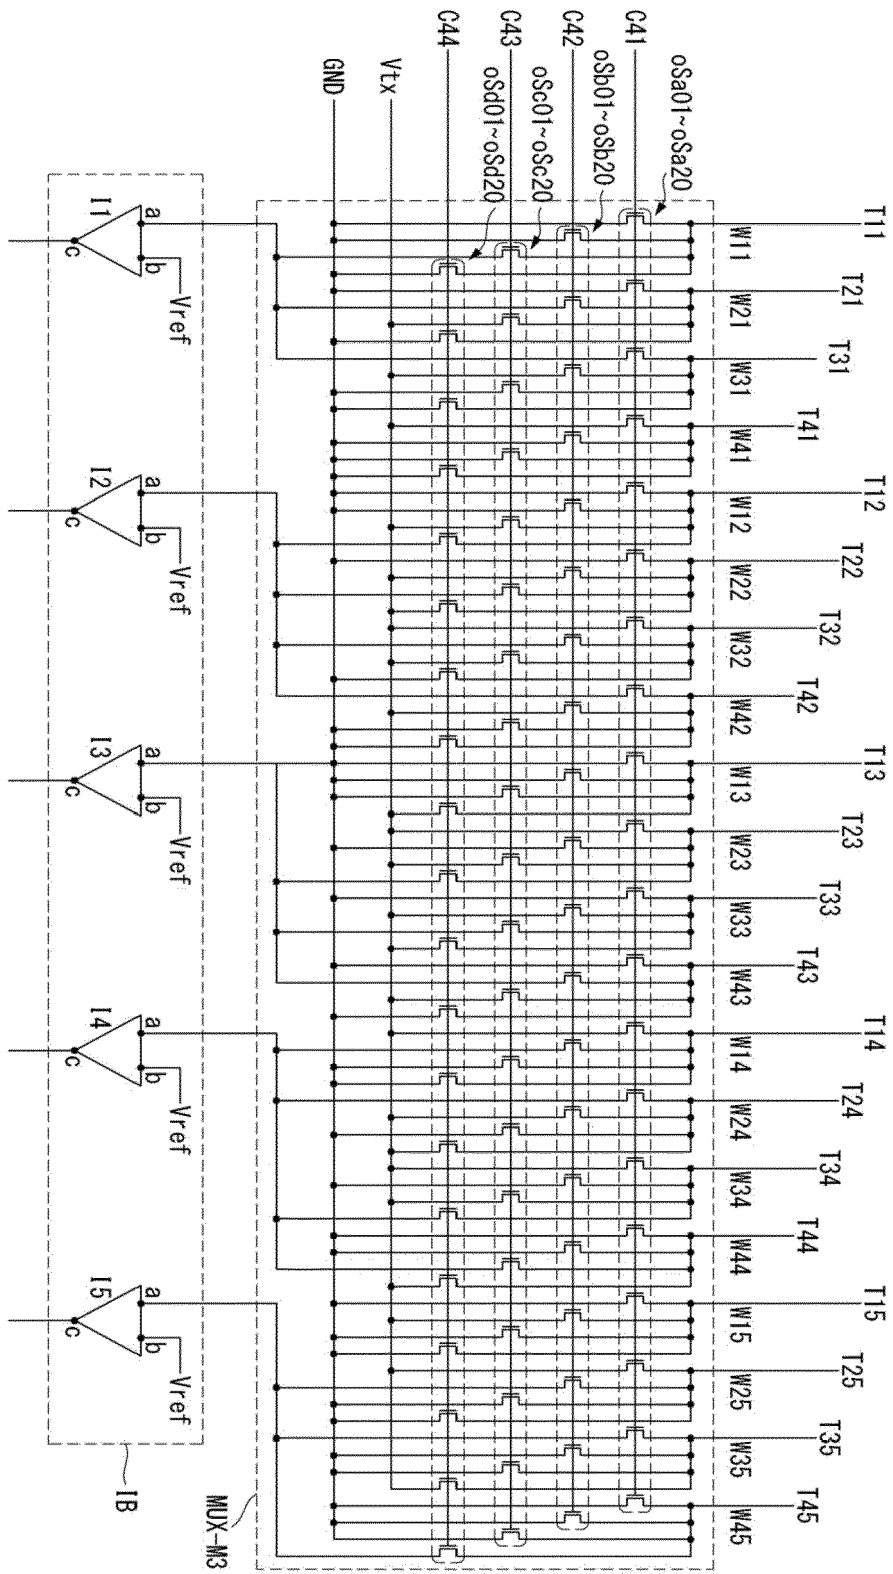 C44
C43
C42
C41
GND
Vtx
oSd01~oSd20
oSc01~oSc20
oSb01~oSb20
oSa01~oSa20
T11
W11
T21
W21
T31
W31
T41
W41
T12
W12
T22
W22
T32
W32
T42
W42
T13
W13
T23
W23
T33
W33
T43
W43
T14
W14
T24
W24
T34
W34
T44
W44
T15
W15
T25
W25
T35
W35
T45
W45
I1
a
b
c
Vref
I2
a
b
c
Vref
I3
a
b
c
Vref
I4
a
b
c
Vref
I5
a
b
c
Vref
IB
MUX-M3